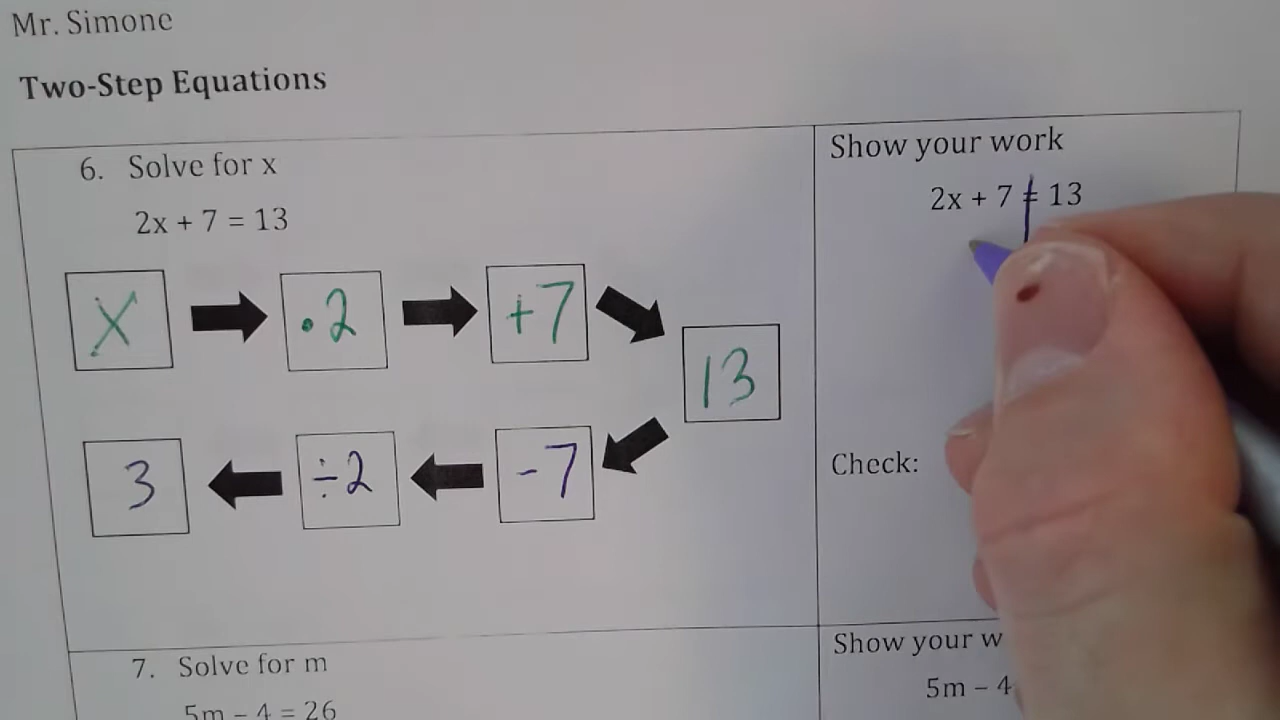 Mr. Simone
Two-Step Equations
6. Solve for x
2x + 7 = 13
X
•2
+7
13
-7
÷2
3
Show your work
2x + 7 = 13
Check:
7. Solve for m
5m – 4 = 26
Show your w
5m – 4